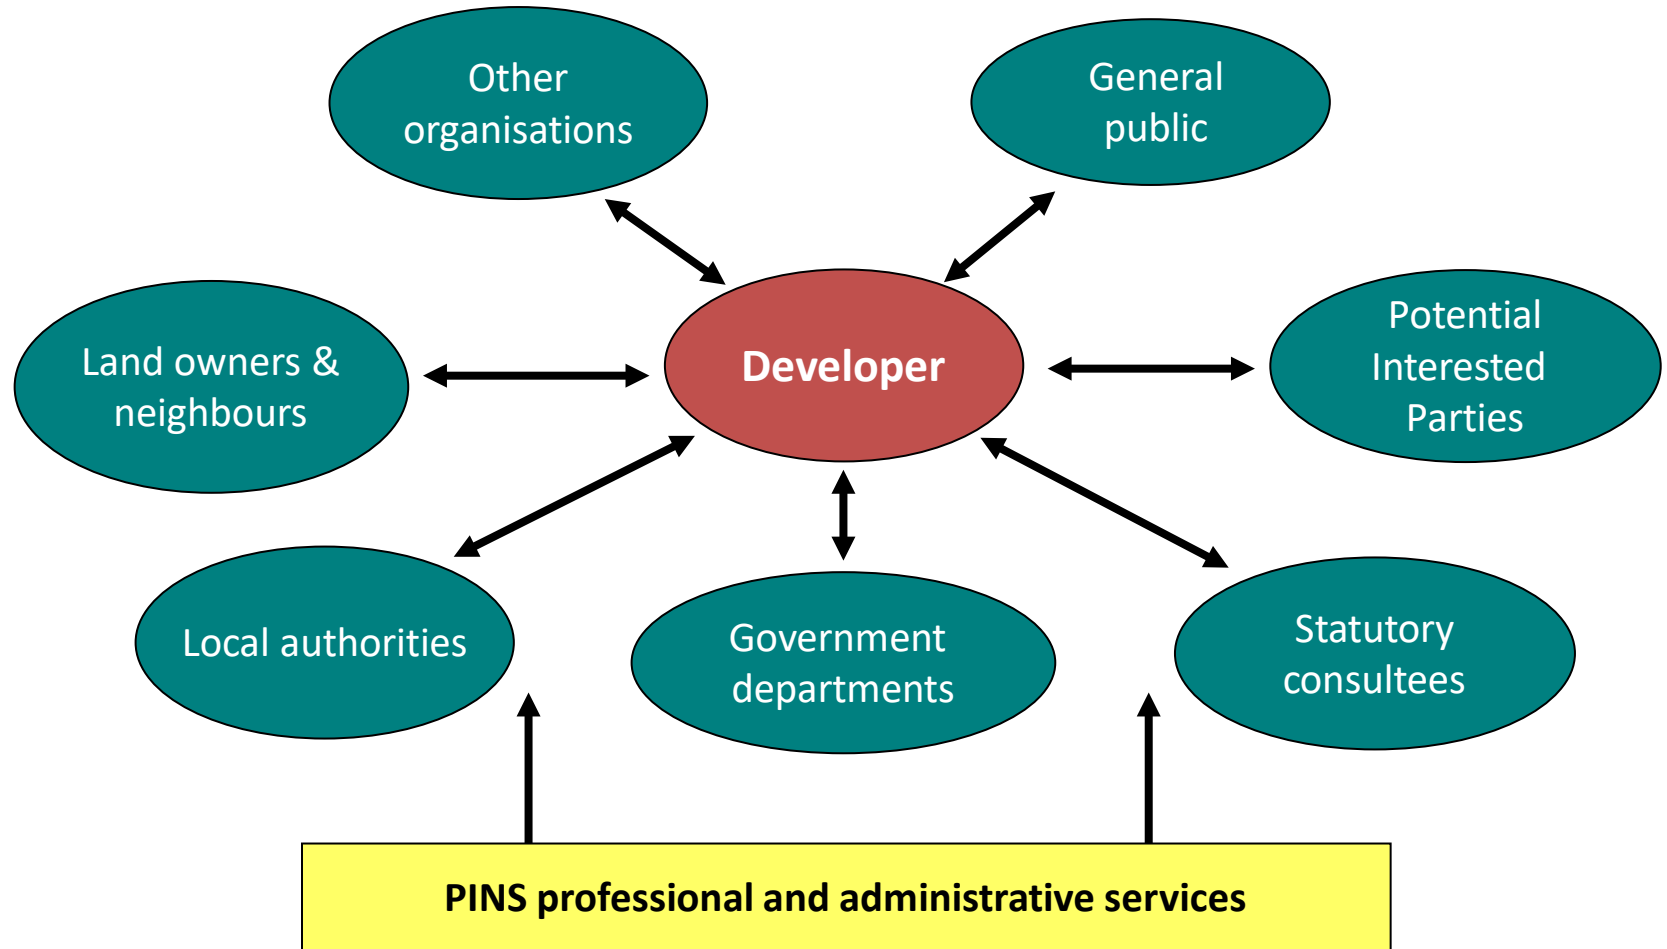 Other
organisations
General
public
Land owners &
neighbours
Developer
Potential
Interested
Parties
Local authorities
Government
departments
Statutory
consultees
PINS professional and administrative services